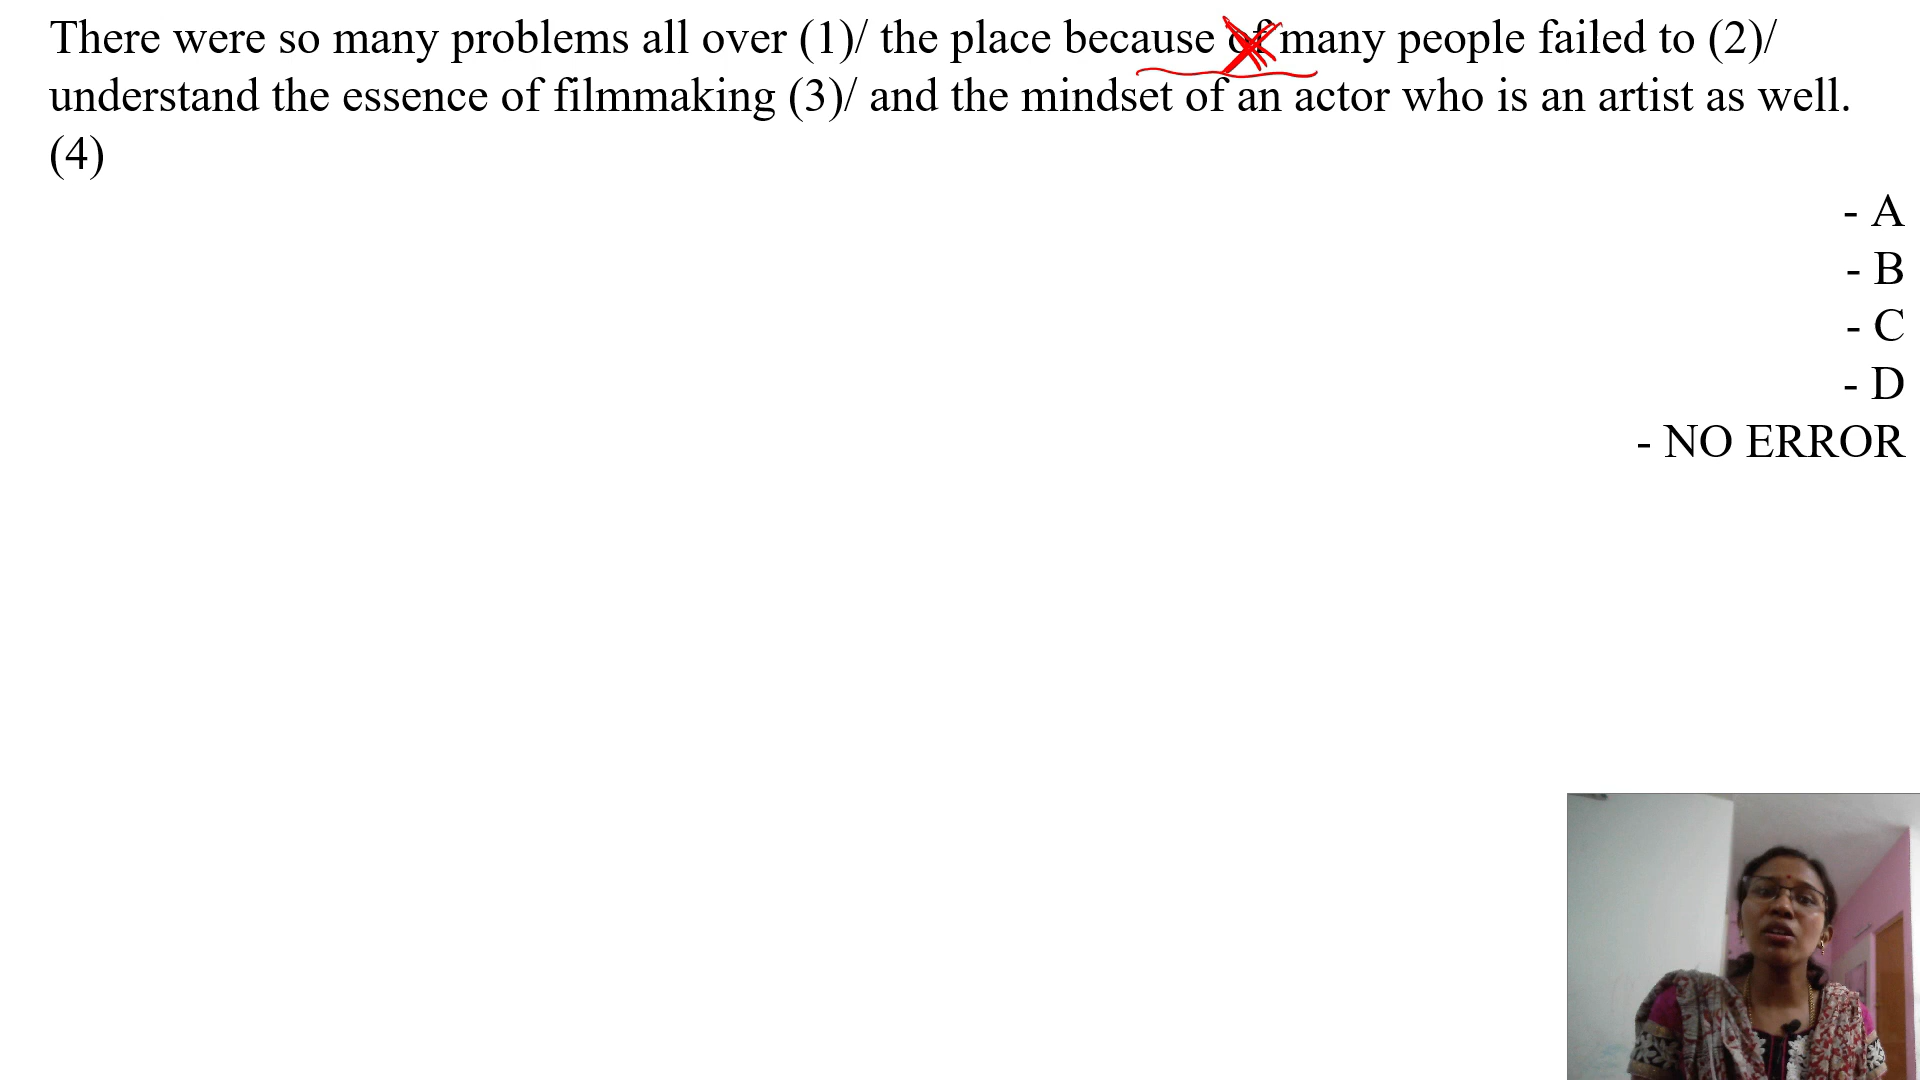 There were so many problems all over (1)/ the place because of many people failed to (2)/
understand the essence of filmmaking (3)/ and the mindset of an actor who is an artist as well.
(4)
- A
- B
- C
- D
- NO ERROR